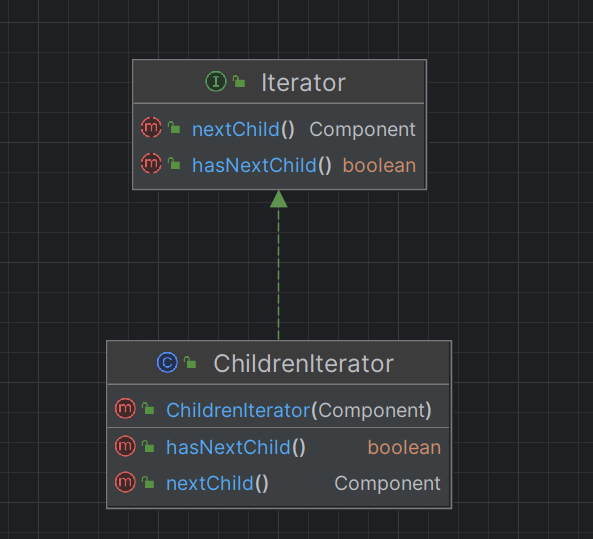 I Iterator
m nextChild() Component
m hasNextChild() boolean
C ChildrenIterator
m ChildrenIterator(Component)
m hasNextChild() boolean
m nextChild() Component